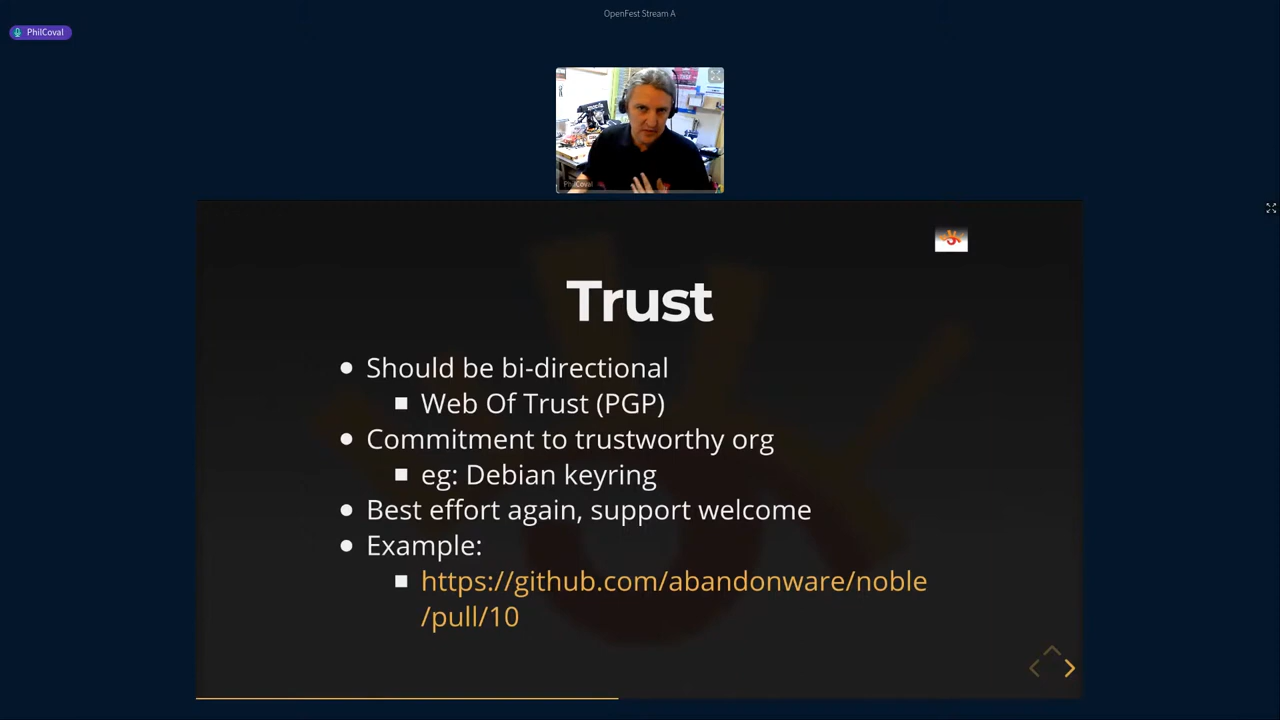 OpenFest Stream A
PhilCoval
PhilCoval
Trust
Should be bi-directional
Web Of Trust (PGP)
Commitment to trustworthy org
eg: Debian keyring
Best effort again, support welcome
Example:
https://github.com/abandonware/noble
/pull/10